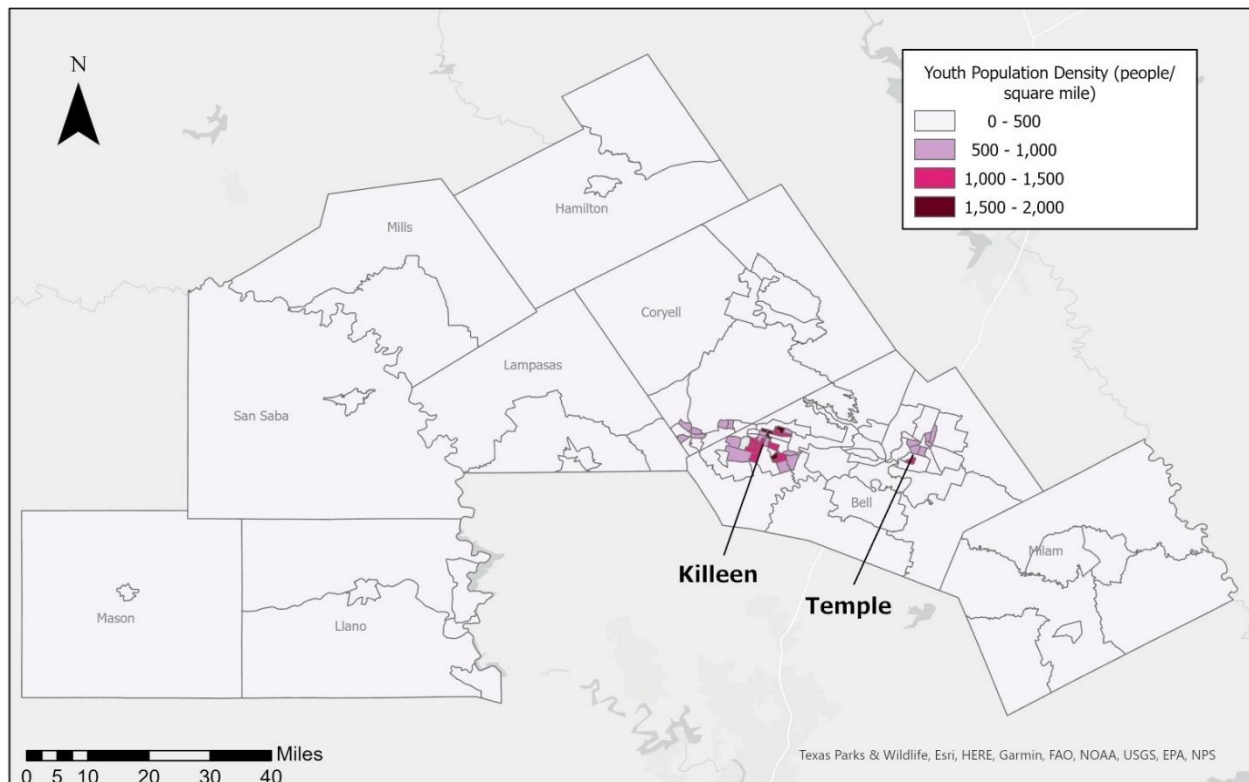 N
Youth Population Density (people/
square mile)
0 - 500
500 - 1,000
1,000 - 1,500
1,500 - 2,000
Hamilton
Mills
Coryell
Lampasas
San Saba
Bell
Milam
Killeen
Temple
Mason
Llano
Miles
0 5 10 20 30 40
Texas Parks & Wildlife, Esri, HERE, Garmin, FAO, NOAA, USGS, EPA, NPS